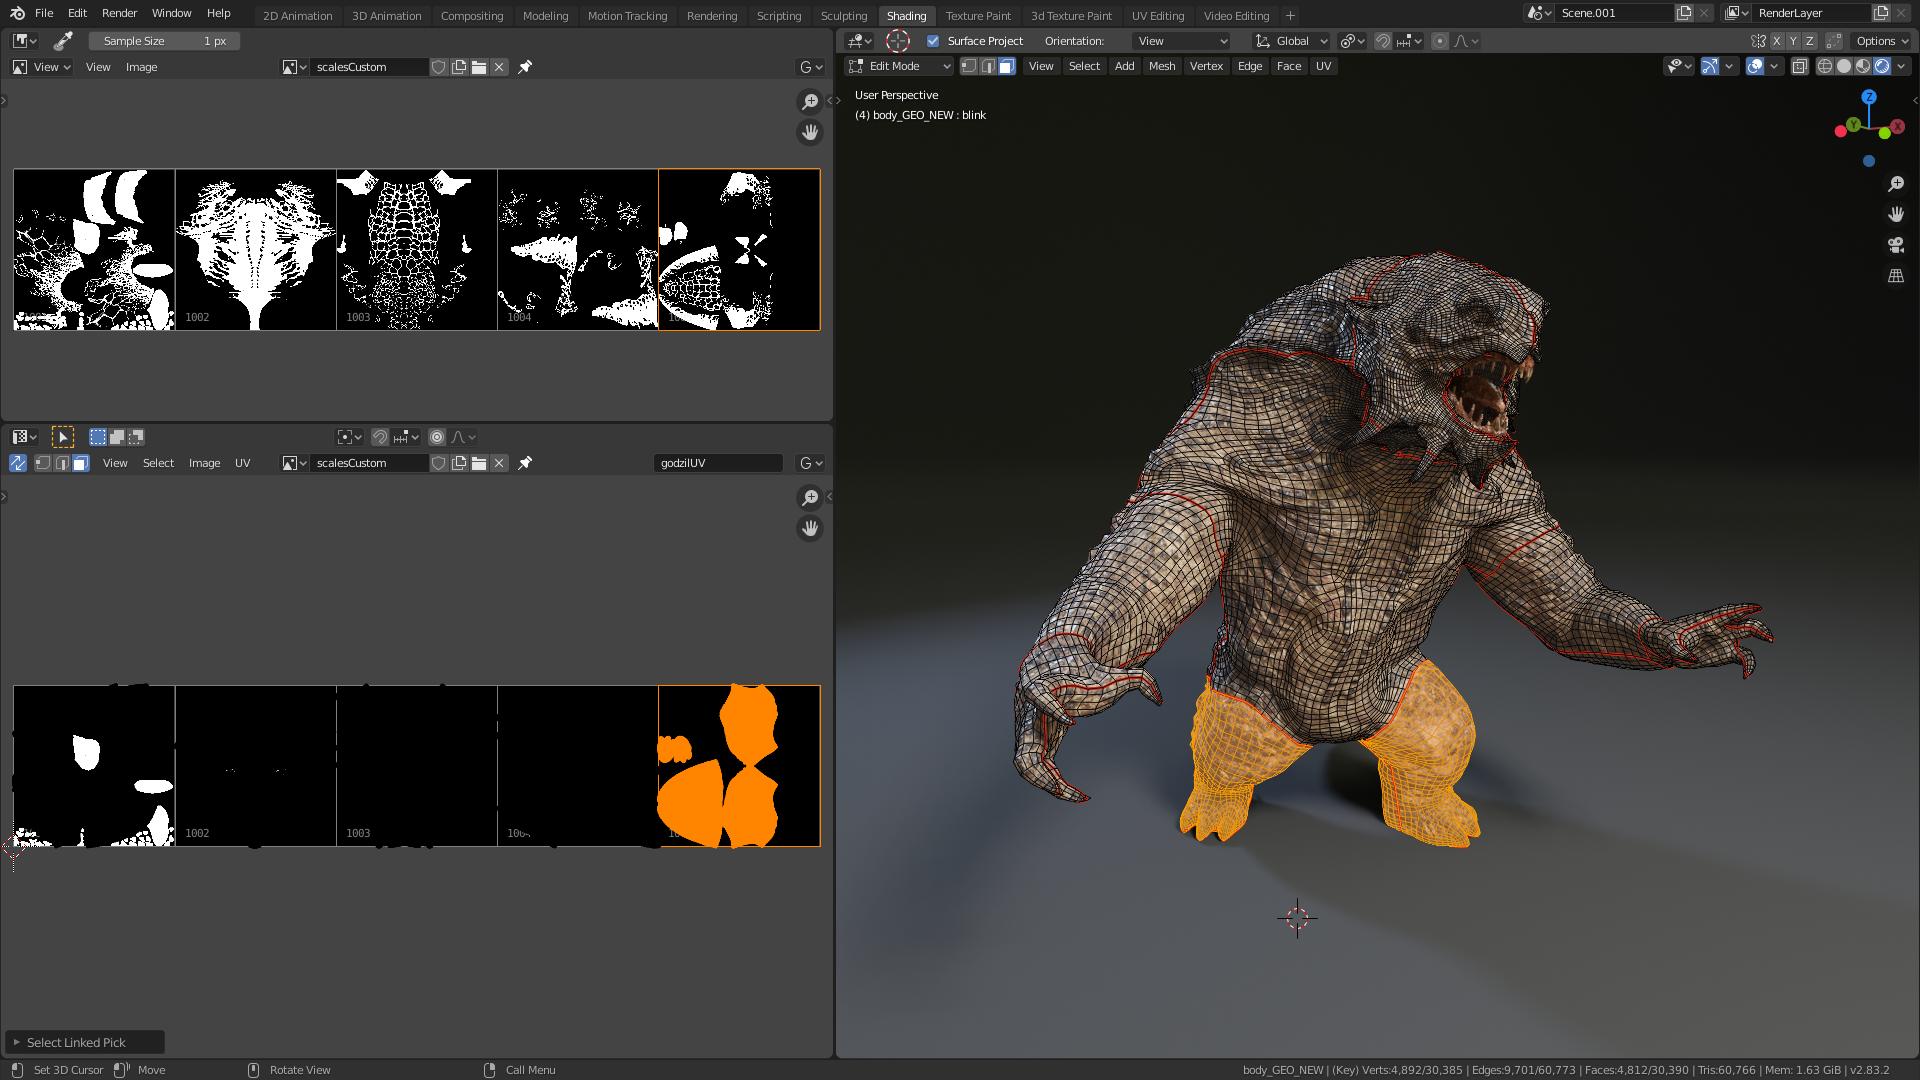 File Edit Render Window Help 2D Animation 3D Animation Compositing Modeling Motion Tracking Rendering Scripting Sculpting Shading Texture Paint 3d Texture Paint UV Editing Video Editing + Scene.001 RenderLayer
Sample Size 1 px
View View Image scalesCustom G
1002 1003 1004
View Select Image UV scalesCustom godzilUV G
1002 1003
Select Linked Pick
Surface Project Orientation: View Global X Y Z Options
Edit Mode View Select Add Mesh Vertex Edge Face UV
User Perspective
(4) body_GEO_NEW : blink
Z
Y X
Set 3D Cursor Move Rotate View Call Menu body_GEO_NEW | (Key) Verts:4,892/30,385 | Edges:9,701/60,773 | Faces:4,812/30,390 | Tris:60,766 | Mem: 1.63 GiB | v2.83.2